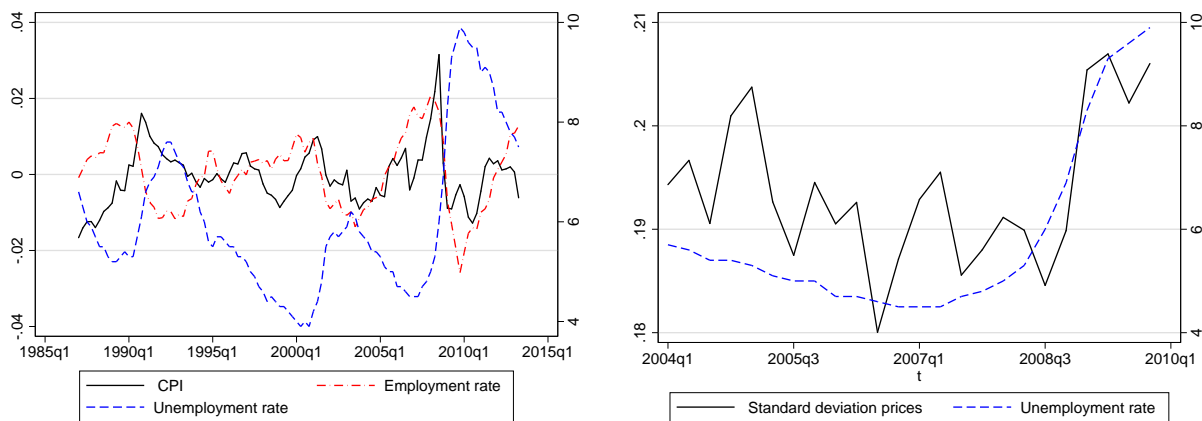 .04
.02
0
-.02
-.04
10
8
6
4
1985q1 1990q1 1995q1 2000q1 2005q1 2010q1 2015q1
CPI Employment rate
Unemployment rate
.21
.2
.19
.18
10
8
6
4
2004q1 2005q3 2007q1 2008q3 2010q1
t
Standard deviation prices Unemployment rate